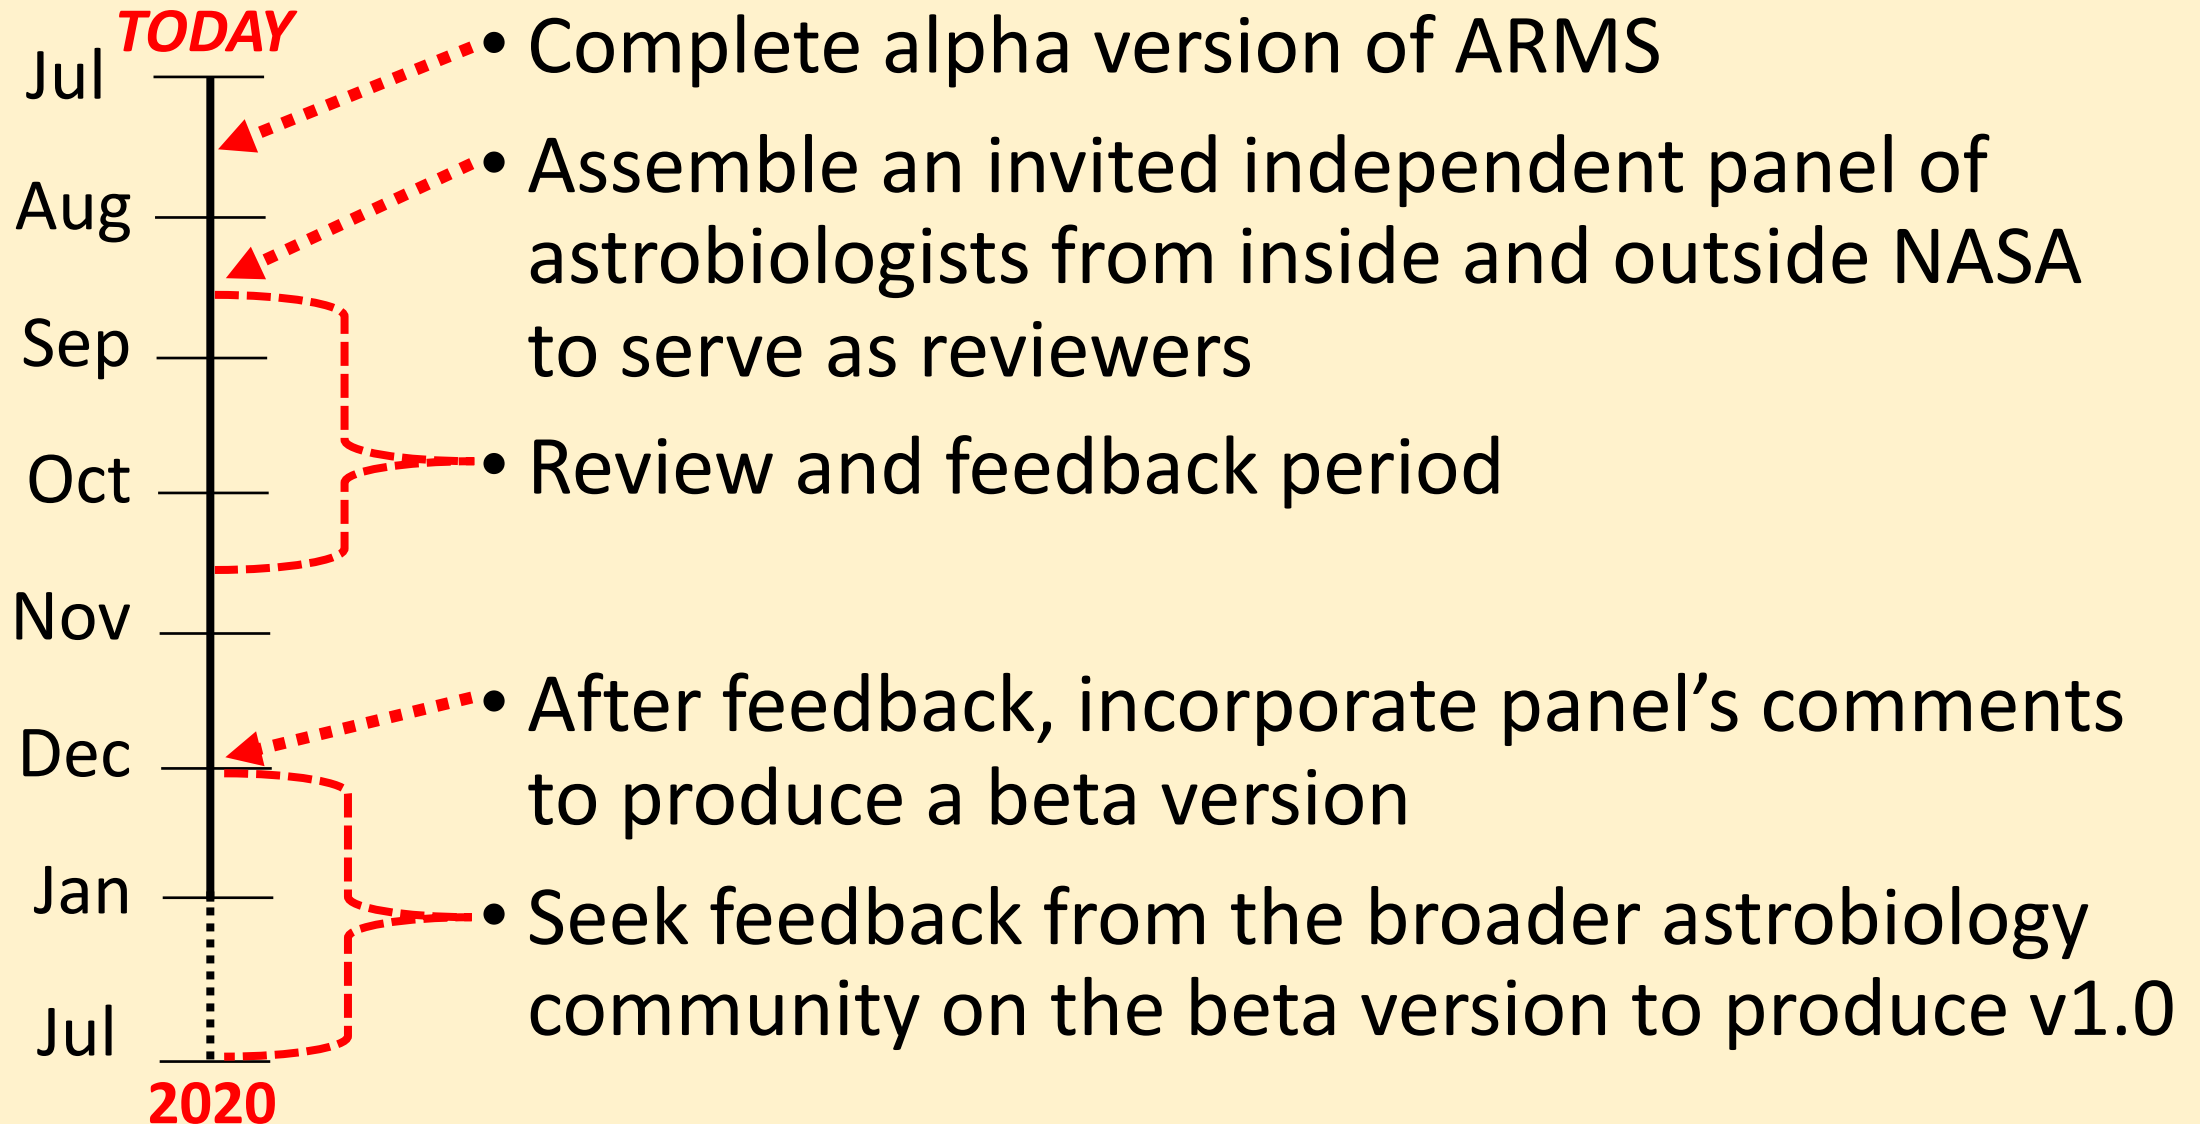 TODAY
Jul
Aug
Sep
Oct
Nov
Dec
Jan
Jul
2020
• Complete alpha version of ARMS
• Assemble an invited independent panel of
astrobiologists from inside and outside NASA
to serve as reviewers
• Review and feedback period
• After feedback, incorporate panel’s comments
to produce a beta version
• Seek feedback from the broader astrobiology
community on the beta version to produce v1.0